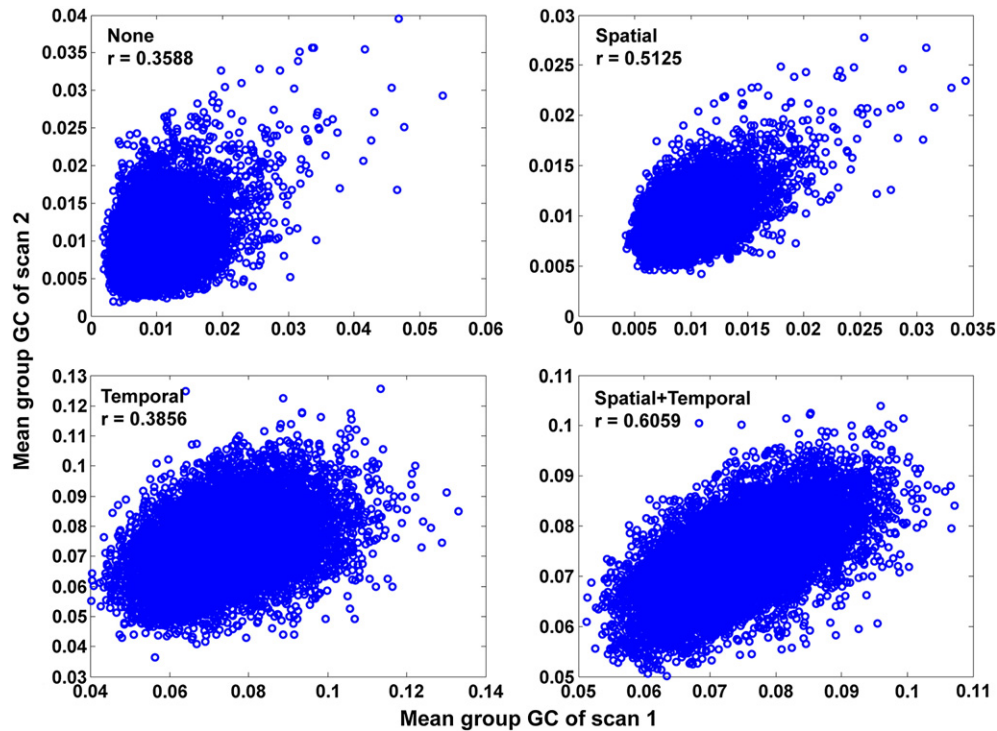 Mean group GC of scan 2
None
r = 0.3588
0.04
0.035
0.03
0.025
0.02
0.015
0.01
0.005
0
0 0.01 0.02 0.03 0.04 0.05 0.06
Spatial
r = 0.5125
0.03
0.025
0.02
0.015
0.01
0.005
0
0 0.005 0.01 0.015 0.02 0.025 0.03 0.035
Temporal
r = 0.3856
0.13
0.12
0.11
0.1
0.09
0.08
0.07
0.06
0.05
0.04
0.03
0.04 0.06 0.08 0.1 0.12 0.14
Spatial+Temporal
r = 0.6059
0.11
0.1
0.09
0.08
0.07
0.06
0.05
0.05 0.06 0.07 0.08 0.09 0.1 0.11
Mean group GC of scan 1